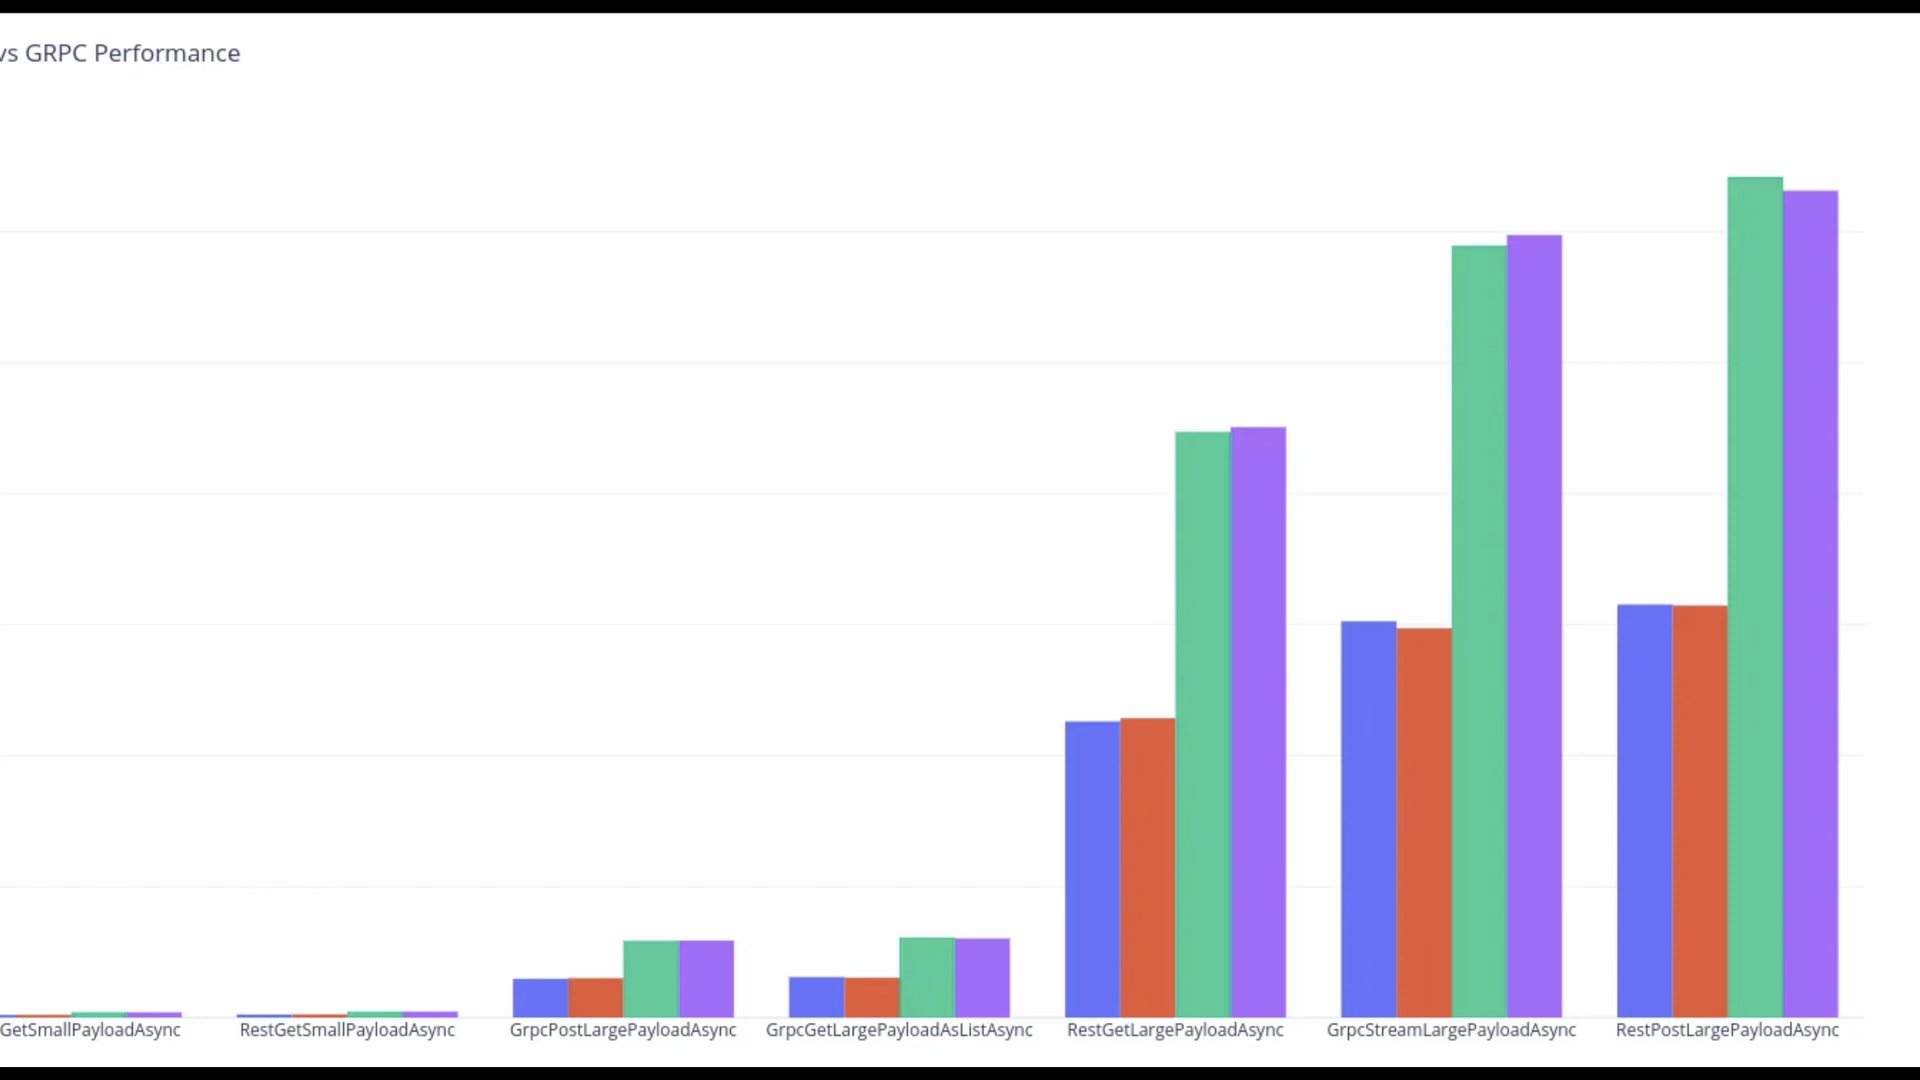 vs GRPC Performance
GetSmallPayloadAsync RestGetSmallPayloadAsync GrpcPostLargePayloadAsync GrpcGetLargePayloadAsListAsync RestGetLargePayloadAsync GrpcStreamLargePayloadAsync RestPostLargePayloadAsync